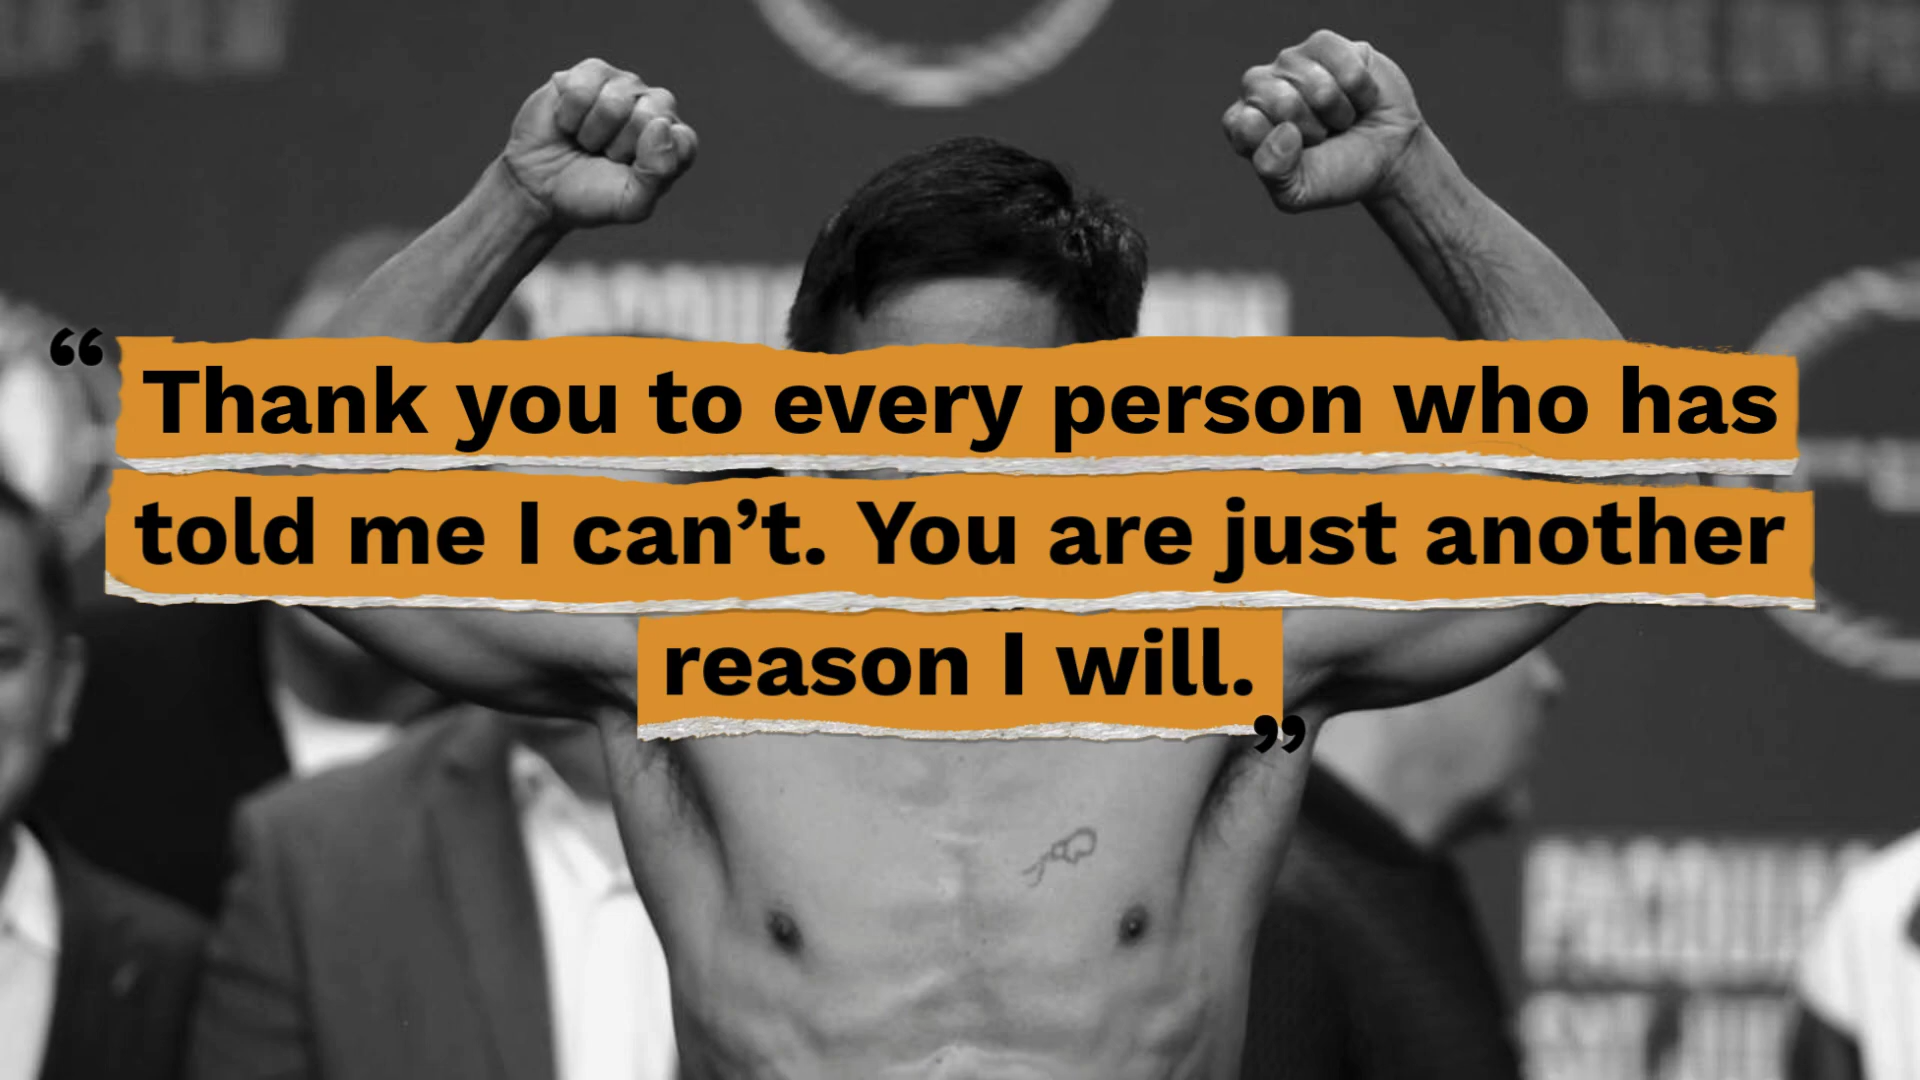 “Thank you to every person who has
told me I can’t. You are just another
reason I will.”